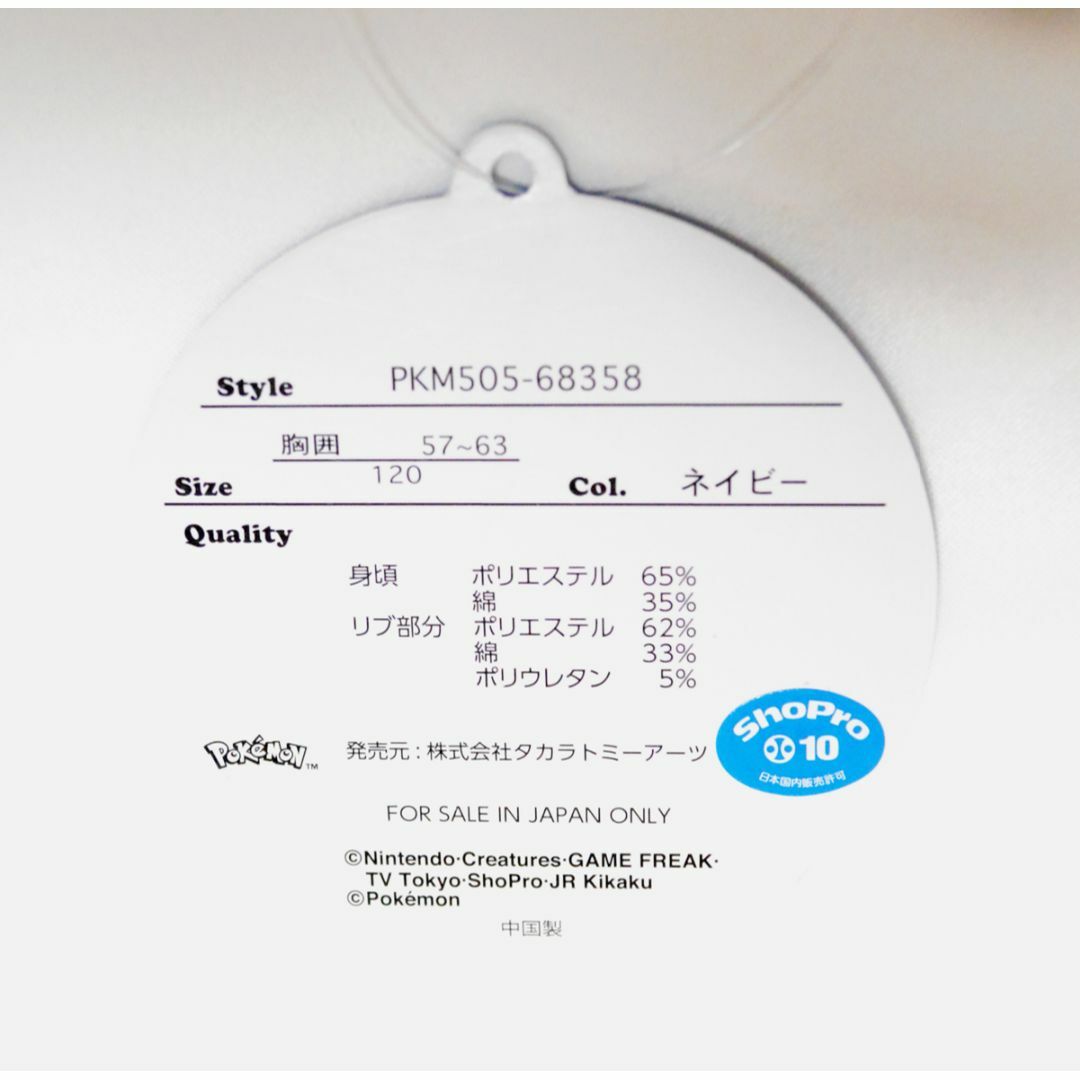 Style PKM505-68358
胸囲 57~63
Size 120 Col. ネイビー
Quality
身頃 ポリエステル 65%
綿 35%
リブ部分 ポリエステル 62%
綿 33%
ポリウレタン 5%
ShoPro
10
日本国内販売許可
POKéMON™ 発売元:株式会社タカラトミーアーツ
FOR SALE IN JAPAN ONLY
©Nintendo·Creatures·GAME FREAK·
TV Tokyo·ShoPro·JR Kikaku
©Pokémon
中国製